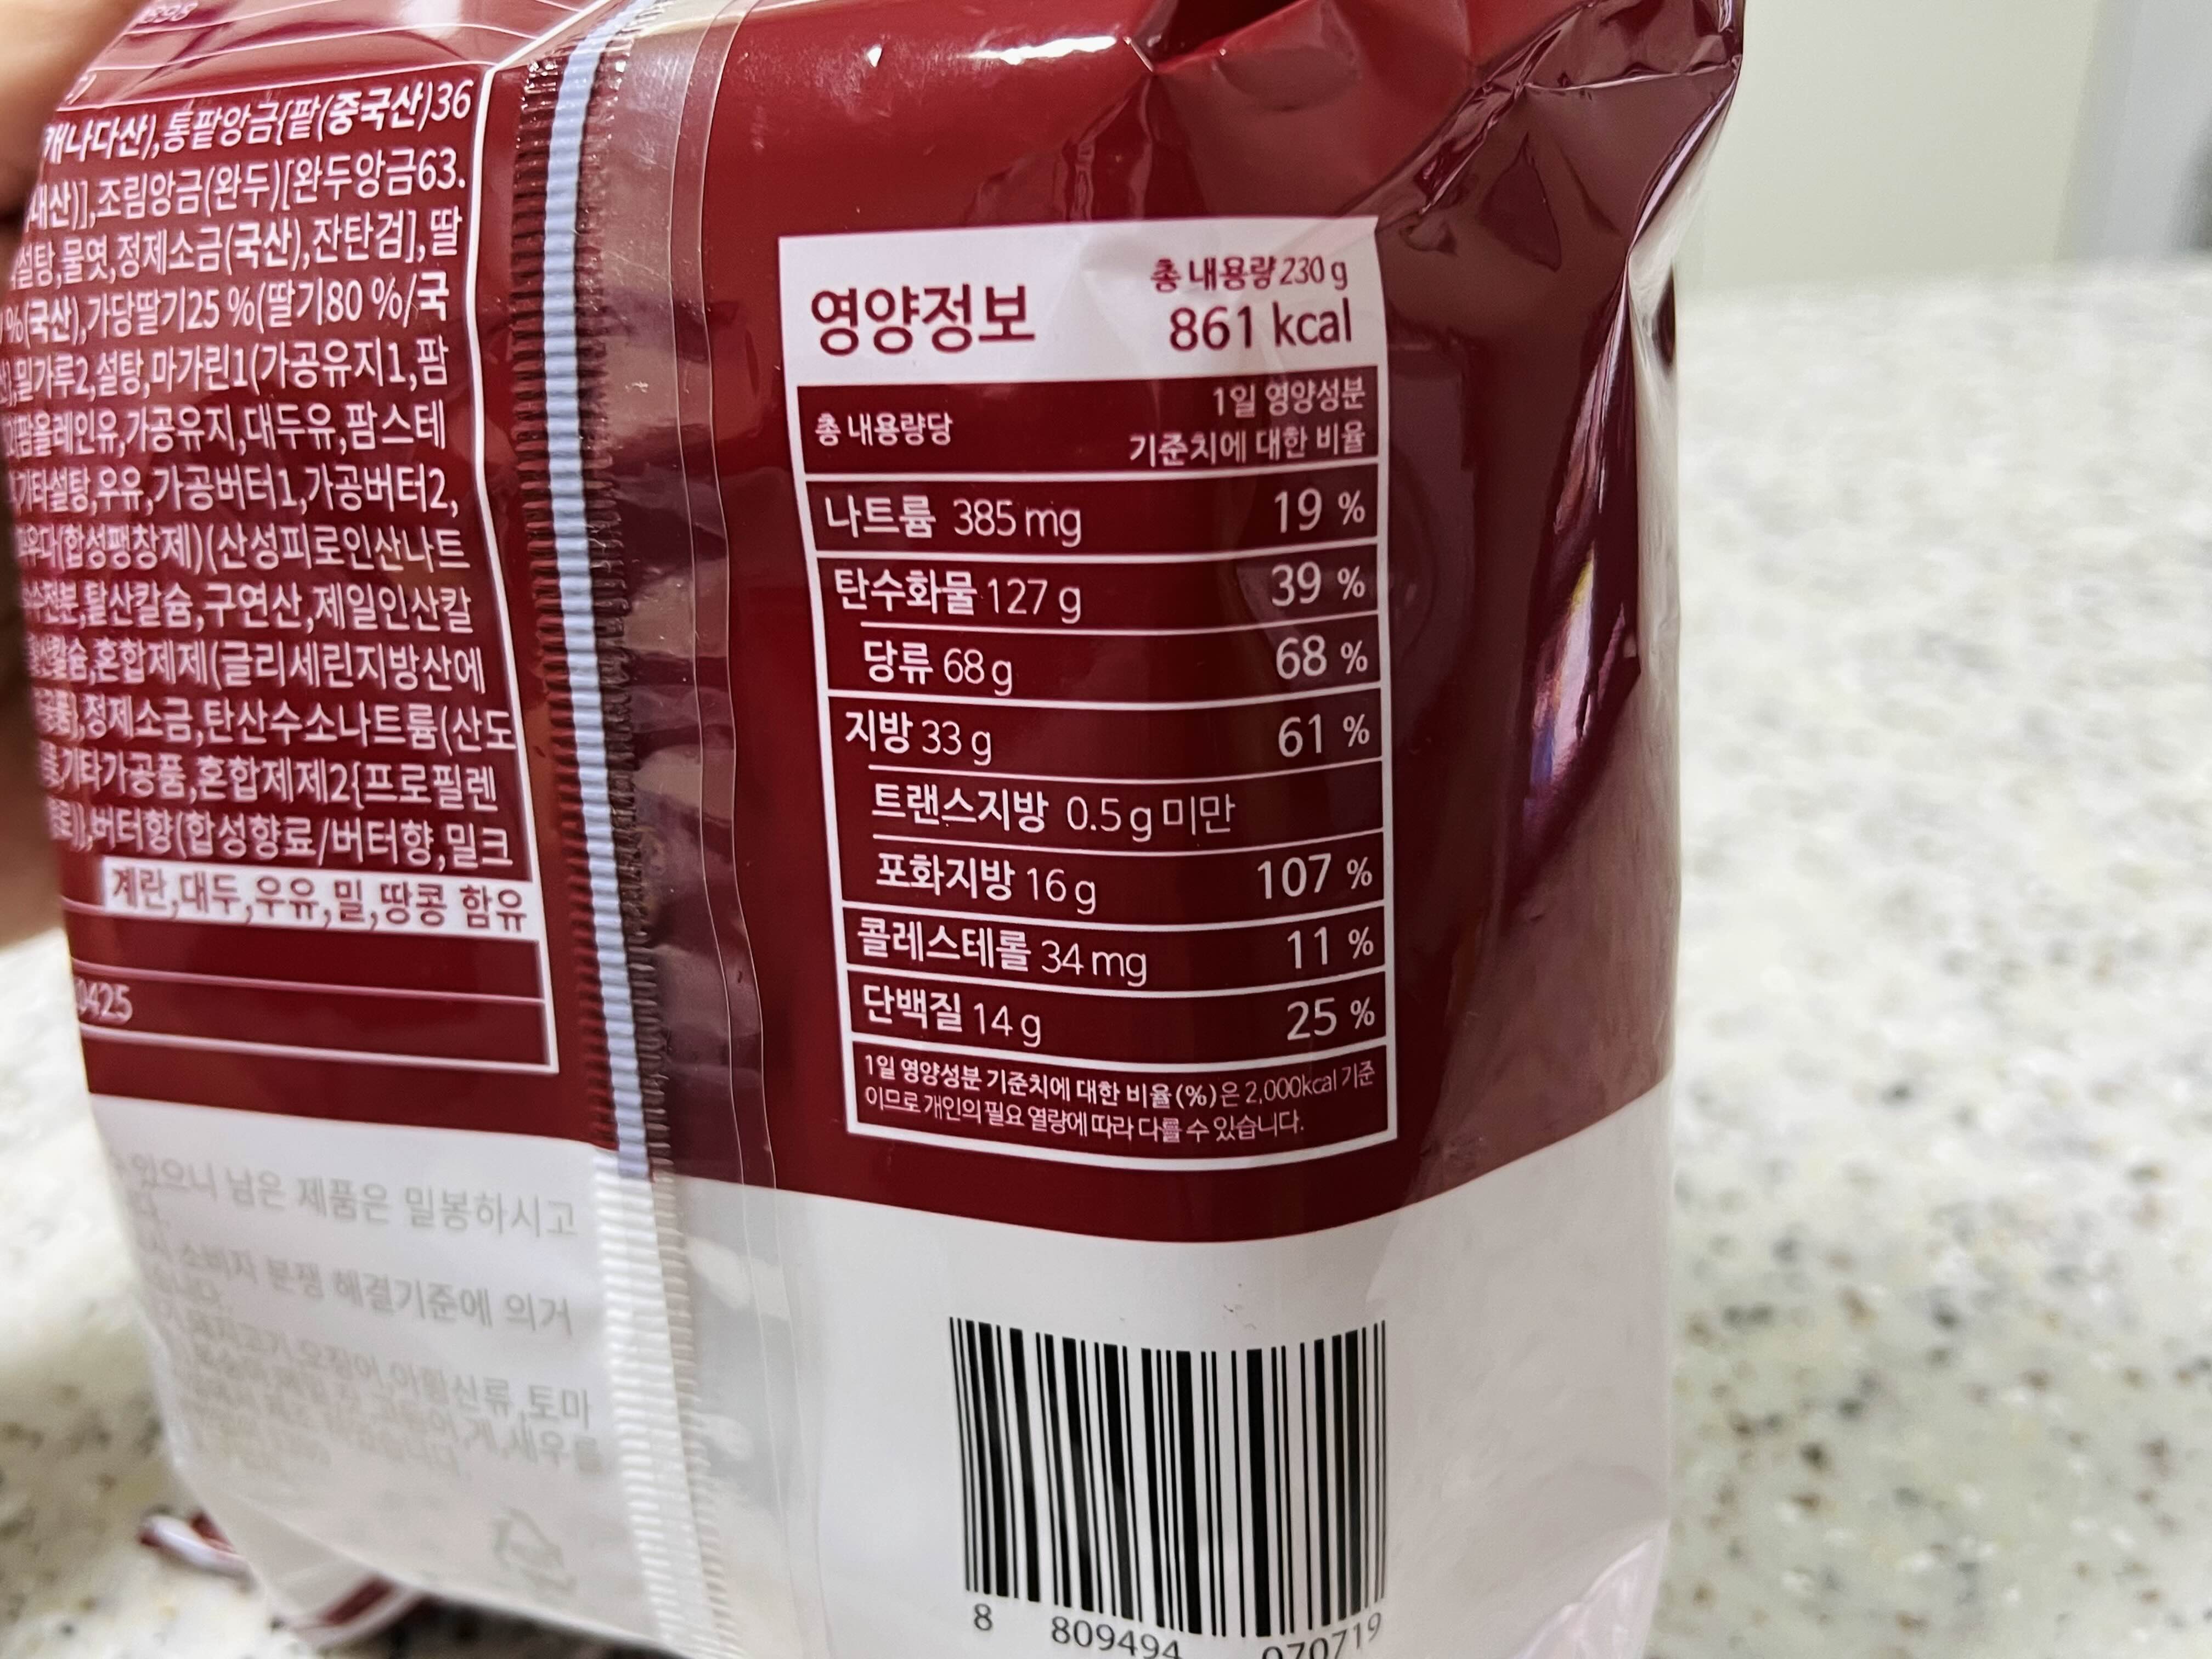 캐나다산),통팥앙금{팥(중국산)36
내산)],조림앙금(완두)[완두앙금63.
설탕,물엿,정제소금(국산),잔탄검],딸
%(국산),가당딸기25 %(딸기80 %/국
밀가루2,설탕,마가린1(가공유지1,팜
팜올레인유,가공유지,대두유,팜스테
기타설탕,우유,가공버터1,가공버터2,
(합성팽창제)(산성피로인산나트
탈산칼슘,구연산,제일인산칼
혼합제제(글리세린지방산에
정제소금,탄산수소나트륨(산도
기타가공품,혼합제제2{프로필렌
버터향(합성향료/버터향,밀크
계란,대두,우유,밀,땅콩 함유
0425
있으니 남은 제품은 밀봉하시고
소비자 분쟁 해결기준에 의거
오징어,아황산류,토마
게,새우를
영양정보
총 내용량 230 g
861 kcal
총 내용량당
1일 영양성분
기준치에 대한 비율
나트륨 385 mg 19 %
탄수화물 127 g 39 %
당류 68 g 68 %
지방 33 g 61 %
트랜스지방 0.5 g 미만
포화지방 16 g 107 %
콜레스테롤 34 mg 11 %
단백질 14 g 25 %
1일 영양성분 기준치에 대한 비율(%)은 2,000kcal 기준
이므로 개인의 필요 열량에 따라 다를 수 있습니다.
8 809494 070719